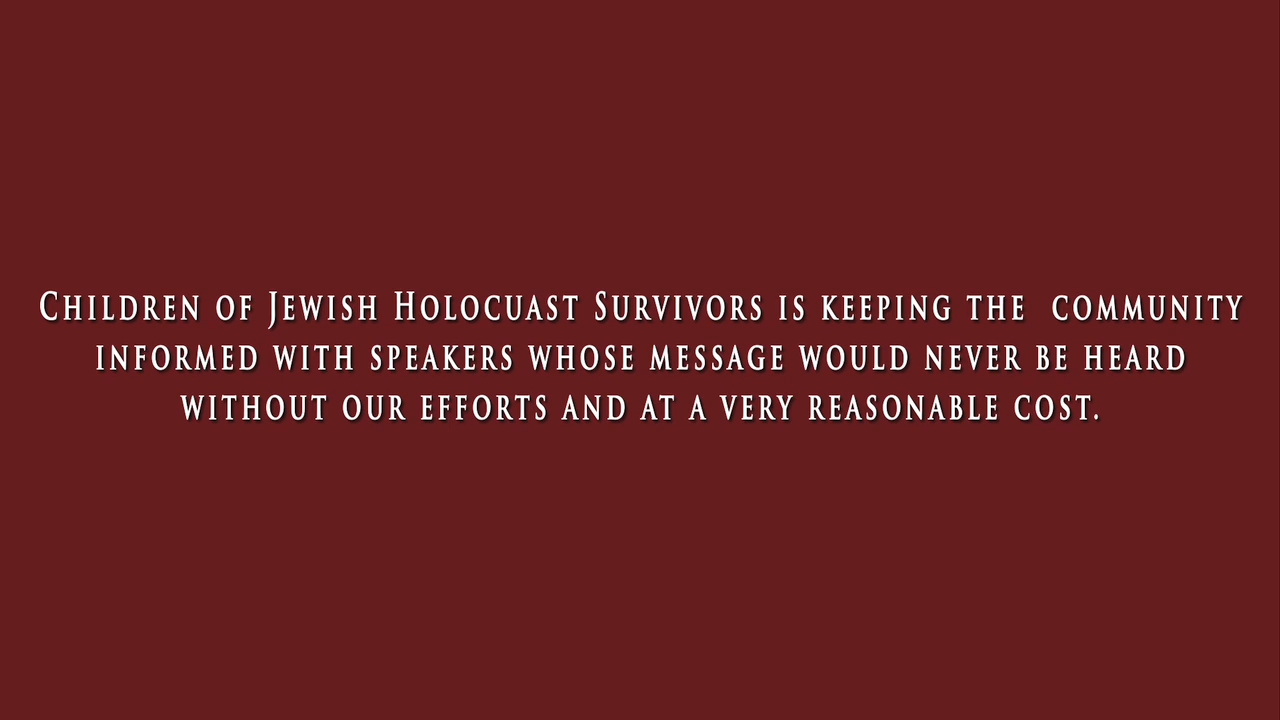 Children of Jewish Holocuast Survivors is keeping the  community
informed with speakers whose message would never be heard
without our efforts and at a very reasonable cost.